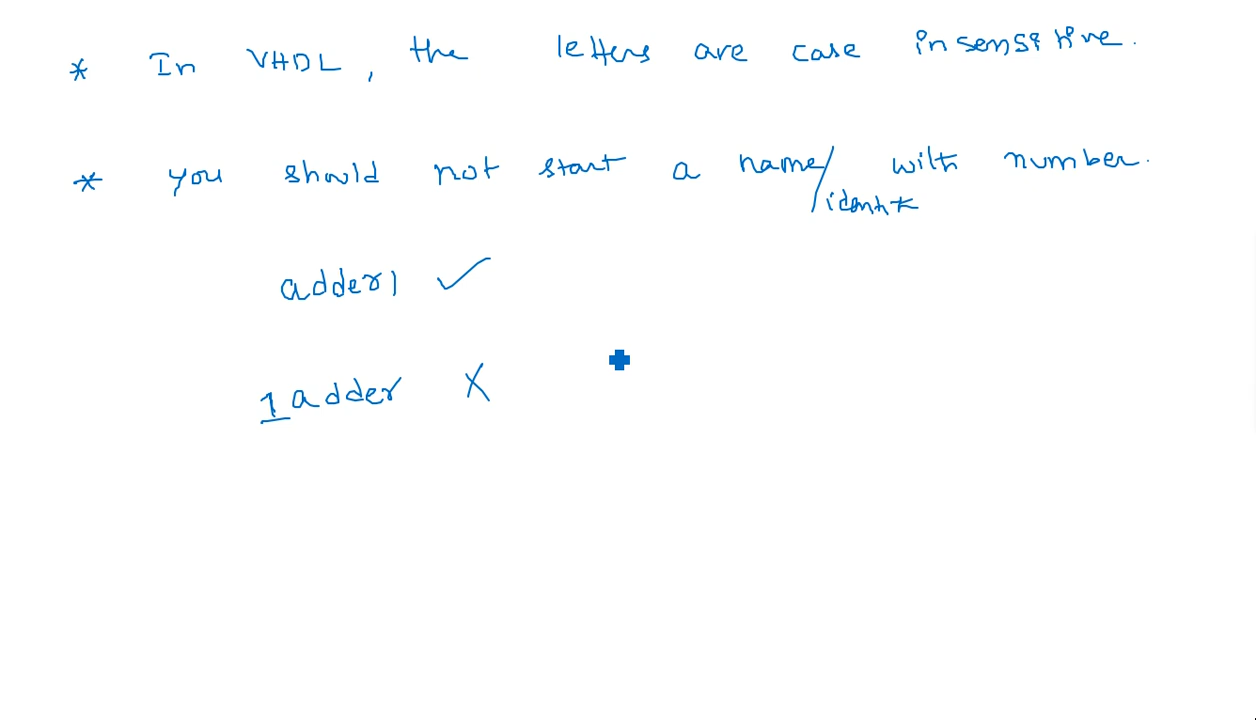 * In VHDL, the letters are case insensitive.
* you should not start a name/ with number.
/
adder1 ✓
1adder X